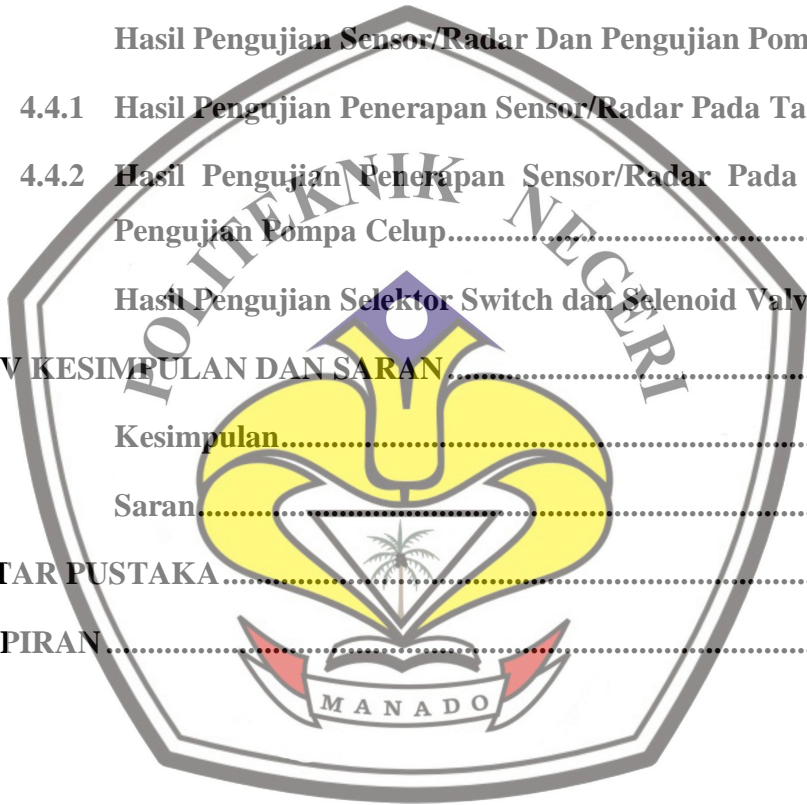 Hasil Pengujian Sensor/Radar Dan Pengujian Pom
4.4.1 Hasil Pengujian Penerapan Sensor/Radar Pada Ta
4.4.2 Hasil Pengujian Penerapan Sensor/Radar Pada
Pengujian Pompa Celup
Hasil Pengujian Selektor Switch dan Selenoid Valv
V KESIMPULAN DAN SARAN
Kesimpulan
Saran
TAR PUSTAKA
PIRAN
POLITEKNIK NEGERI
MANADO